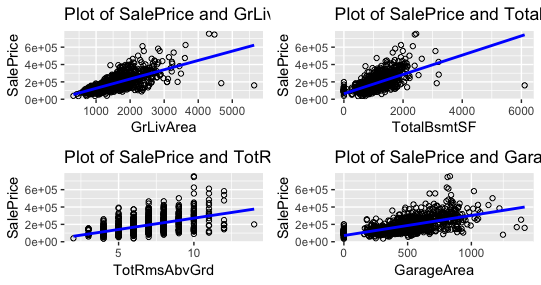 Plot of SalePrice and GrLiv
SalePrice
6e+05
4e+05
2e+05
0e+00
1000 2000 3000 4000 5000
GrLivArea
Plot of SalePrice and Total
SalePrice
6e+05
4e+05
2e+05
0e+00
0 2000 4000 6000
TotalBsmtSF
Plot of SalePrice and TotR
SalePrice
6e+05
4e+05
2e+05
0e+00
5 10
TotRmsAbvGrd
Plot of SalePrice and Gara
SalePrice
6e+05
4e+05
2e+05
0e+00
0 500 1000
GarageArea